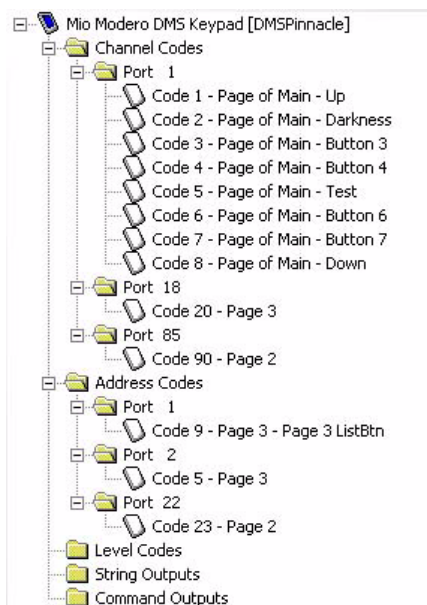 Mio Modero DMS Keypad [DMSPinnacle]
Channel Codes
Port 1
Code 1 - Page of Main - Up
Code 2 - Page of Main - Darkness
Code 3 - Page of Main - Button 3
Code 4 - Page of Main - Button 4
Code 5 - Page of Main - Test
Code 6 - Page of Main - Button 6
Code 7 - Page of Main - Button 7
Code 8 - Page of Main - Down
Port 18
Code 20 - Page 3
Port 85
Code 90 - Page 2
Address Codes
Port 1
Code 9 - Page 3 - Page 3 ListBtn
Port 2
Code 5 - Page 3
Port 22
Code 23 - Page 2
Level Codes
String Outputs
Command Outputs